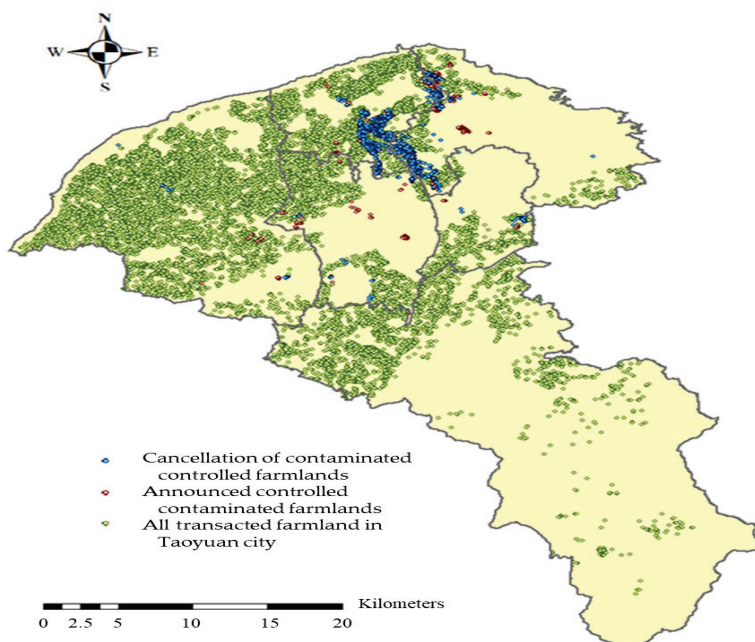 N
W E
S
Cancellation of contaminated
controlled farmlands
Announced controlled
contaminated farmlands
All transacted farmland in
Taoyuan city
Kilometers
0 2.5 5 10 15 20